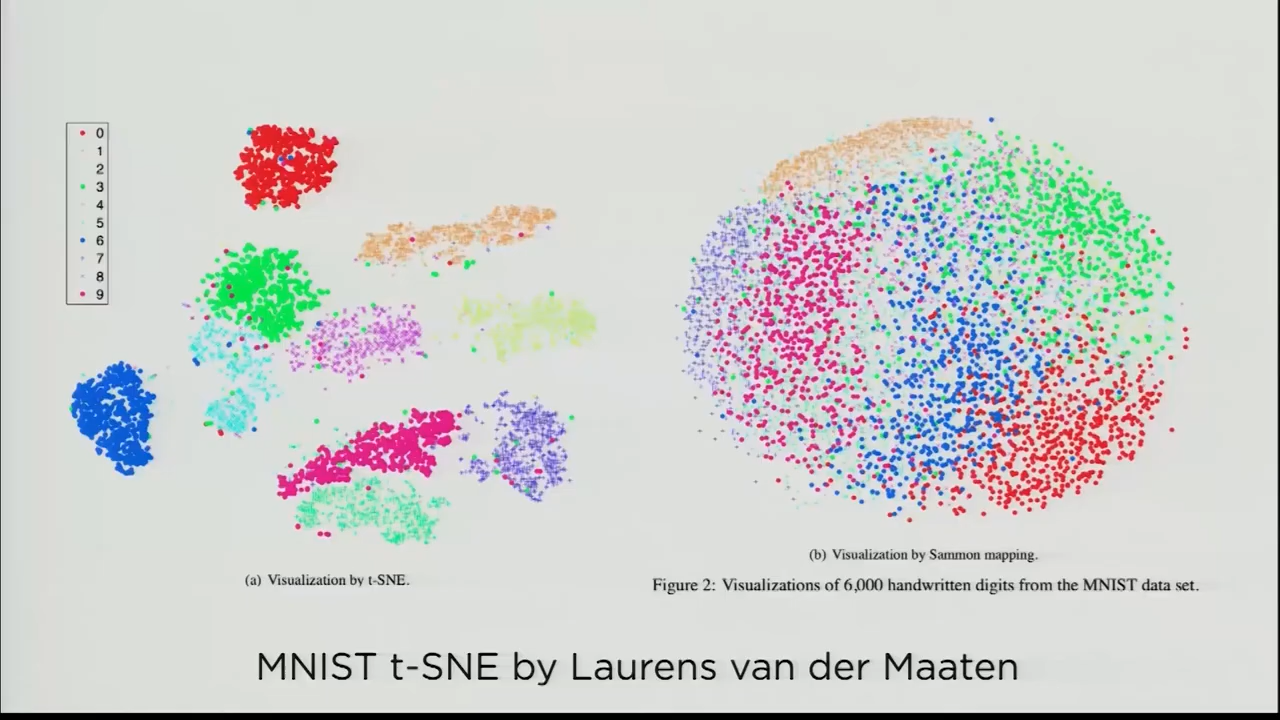 0
1
2
3
4
5
6
7
8
9
(a) Visualization by t-SNE.
(b) Visualization by Sammon mapping.
Figure 2: Visualizations of 6,000 handwritten digits from the MNIST data set.
MNIST t-SNE by Laurens van der Maaten